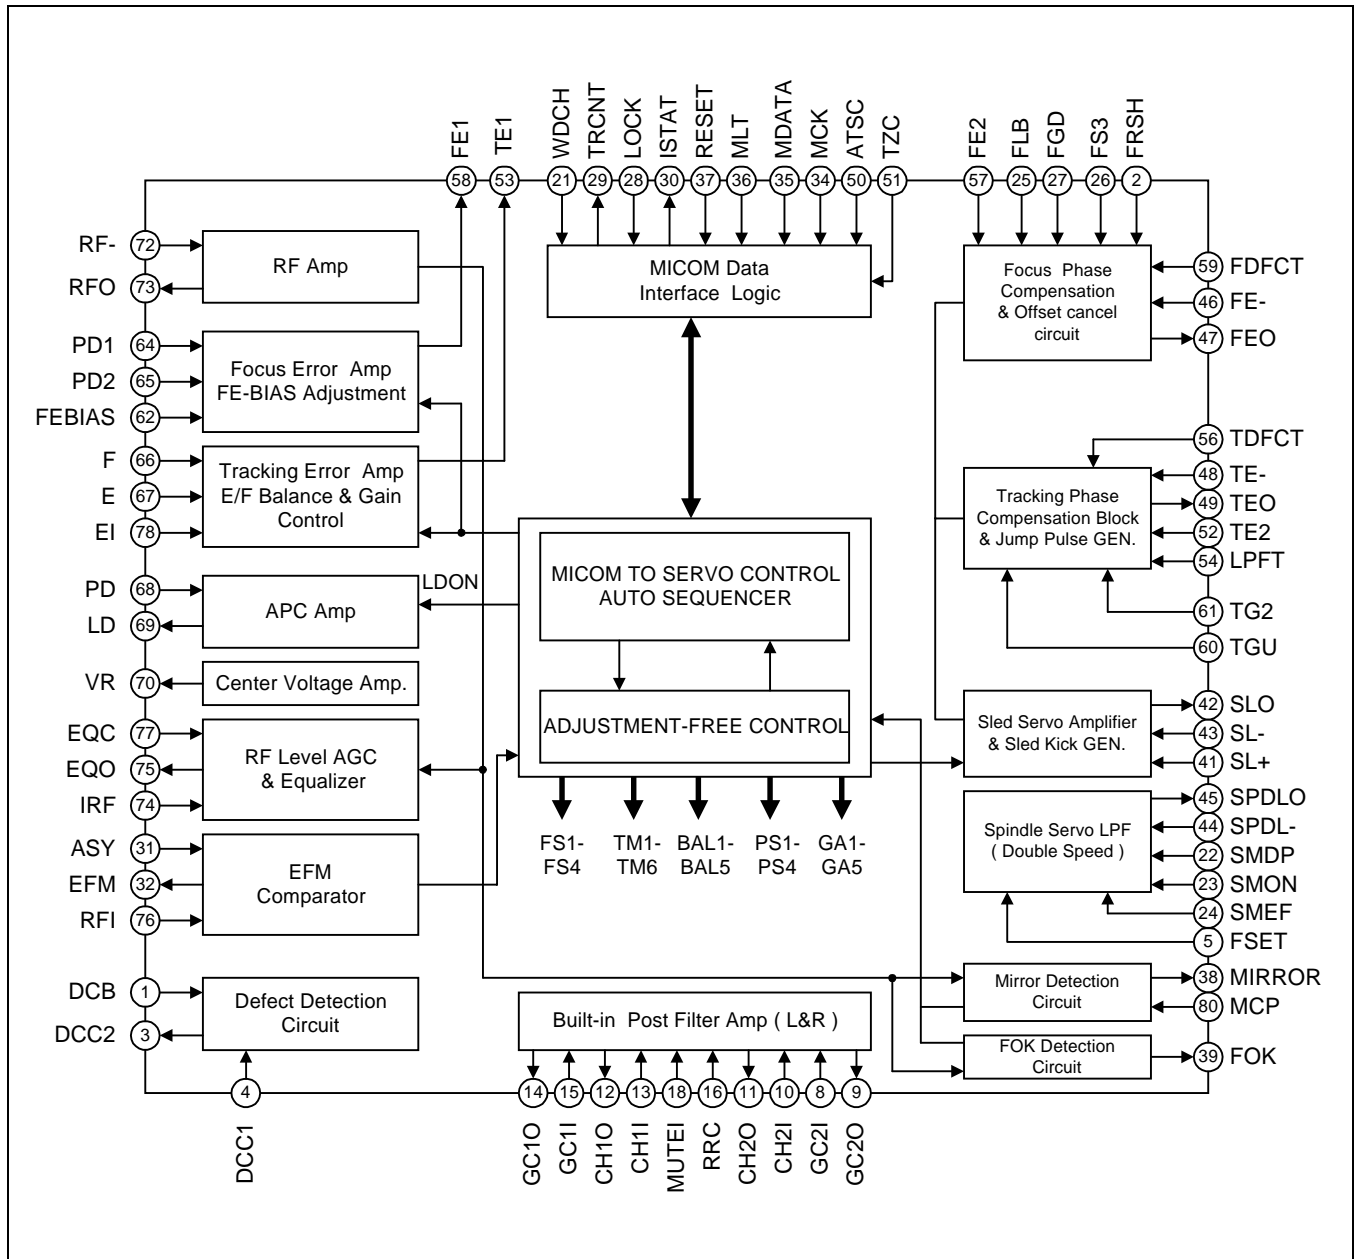 FE1
TE1
WDCH
TRCNT
LOCK
ISTAT
RESET
MLT
MDATA
MCK
ATSC
TZC
FE2
FLB
FGD
FS3
FRSH
58
53
21
29
28
30
37
36
35
34
50
51
57
25
27
26
2
RF-
72
RFO
73
RF Amp
PD1
64
PD2
65
FEBIAS
62
Focus Error Amp
FE-BIAS Adjustment
F
66
E
67
EI
78
Tracking Error Amp
E/F Balance & Gain
Control
PD
68
LD
69
APC Amp
LDON
VR
70
Center Voltage Amp.
EQC
77
EQO
75
IRF
74
RF Level AGC
& Equalizer
ASY
31
EFM
32
RFI
76
EFM
Comparator
DCB
1
DCC2
3
Defect Detection
Circuit
4
DCC1
MICOM Data
Interface Logic
MICOM TO SERVO CONTROL
AUTO SEQUENCER
ADJUSTMENT-FREE CONTROL
FS1-
FS4
TM1-
TM6
BAL1-
BAL5
PS1-
PS4
GA1-
GA5
Built-in Post Filter Amp ( L&R )
14
15
12
13
18
16
11
10
8
9
GC1O
GC1I
CH1O
CH1I
MUTEI
RRC
CH2O
CH2I
GC2I
GC2O
Focus Phase
Compensation
& Offset cancel
circuit
59
FDFCT
46
FE-
47
FEO
Tracking Phase
Compensation Block
& Jump Pulse GEN.
56
TDFCT
48
TE-
49
TEO
52
TE2
54
LPFT
61
TG2
60
TGU
Sled Servo Amplifier
& Sled Kick GEN.
42
SLO
43
SL-
41
SL+
Spindle Servo LPF
( Double Speed )
45
SPDLO
44
SPDL-
22
SMDP
23
SMON
24
SMEF
5
FSET
Mirror Detection
Circuit
38
MIRROR
80
MCP
FOK Detection
Circuit
39
FOK